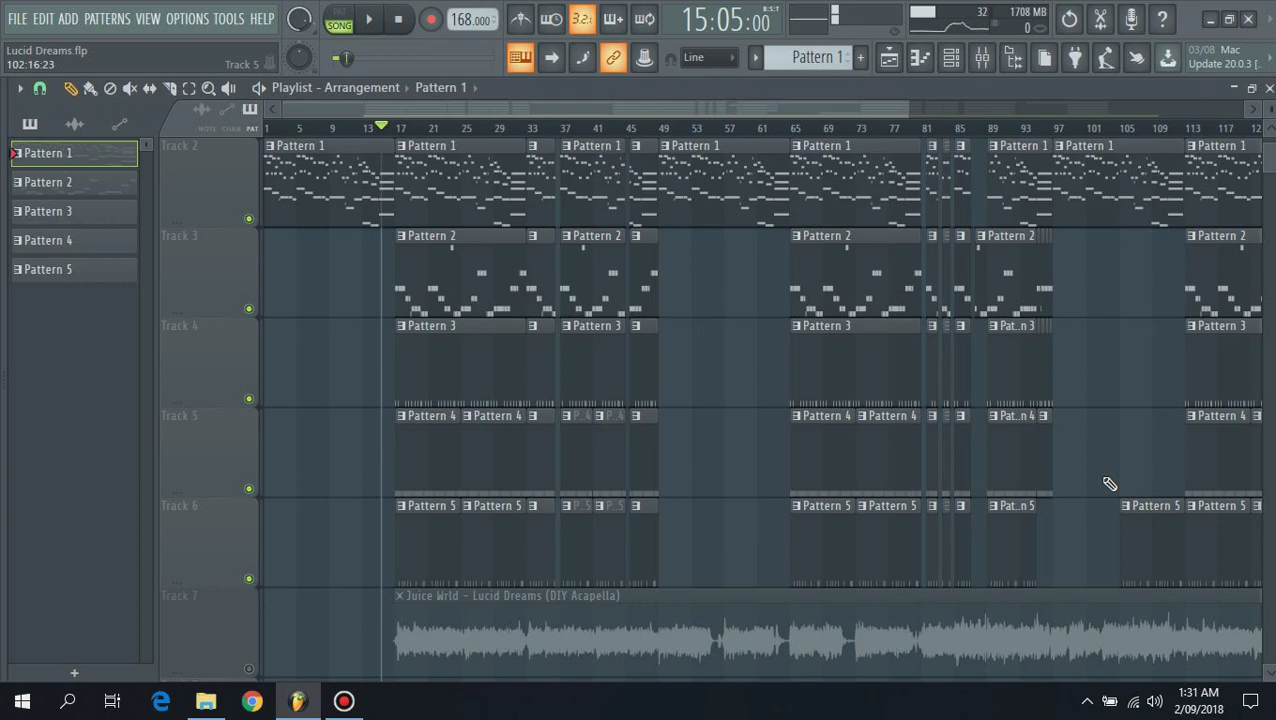 FILE EDIT ADD PATTERNS VIEW OPTIONS TOOLS HELP
Lucid Dreams.flp
102:16:23 Track 5
PAT
SONG
168.000
3.2
15:05:00
B:S:T
32 1708 MB
0
Line
Pattern 1
03/08 Mac
Update 20.0.3 [..
Playlist - Arrangement Pattern 1
NOTE CHAN PAT
1 5 9 13 17 21 25 29 33 37 41 45 49 53 57 61 65 69 73 77 81 85 89 93 97 101 105 109 113 117 12
Pattern 1
Pattern 2
Pattern 3
Pattern 4
Pattern 5
Track 2
Pattern 1 Pattern 1 Pattern 1 Pattern 1 Pattern 1 Pattern 1 Pattern 1 Pattern 1
Track 3
Pattern 2 Pattern 2 Pattern 2 Pattern 2 Pattern 2
Track 4
Pattern 3 Pattern 3 Pattern 3 Pat..n 3 Pattern 3
Track 5
Pattern 4 Pattern 4 P..4 P..4 Pattern 4 Pattern 4 Pat..n 4 Pattern 4
Track 6
Pattern 5 Pattern 5 P..5 P..5 Pattern 5 Pattern 5 Pat..n 5 Pattern 5 Pattern 5
Track 7
Juice Wrld - Lucid Dreams (DIY Acapella)
1:31 AM
2/09/2018